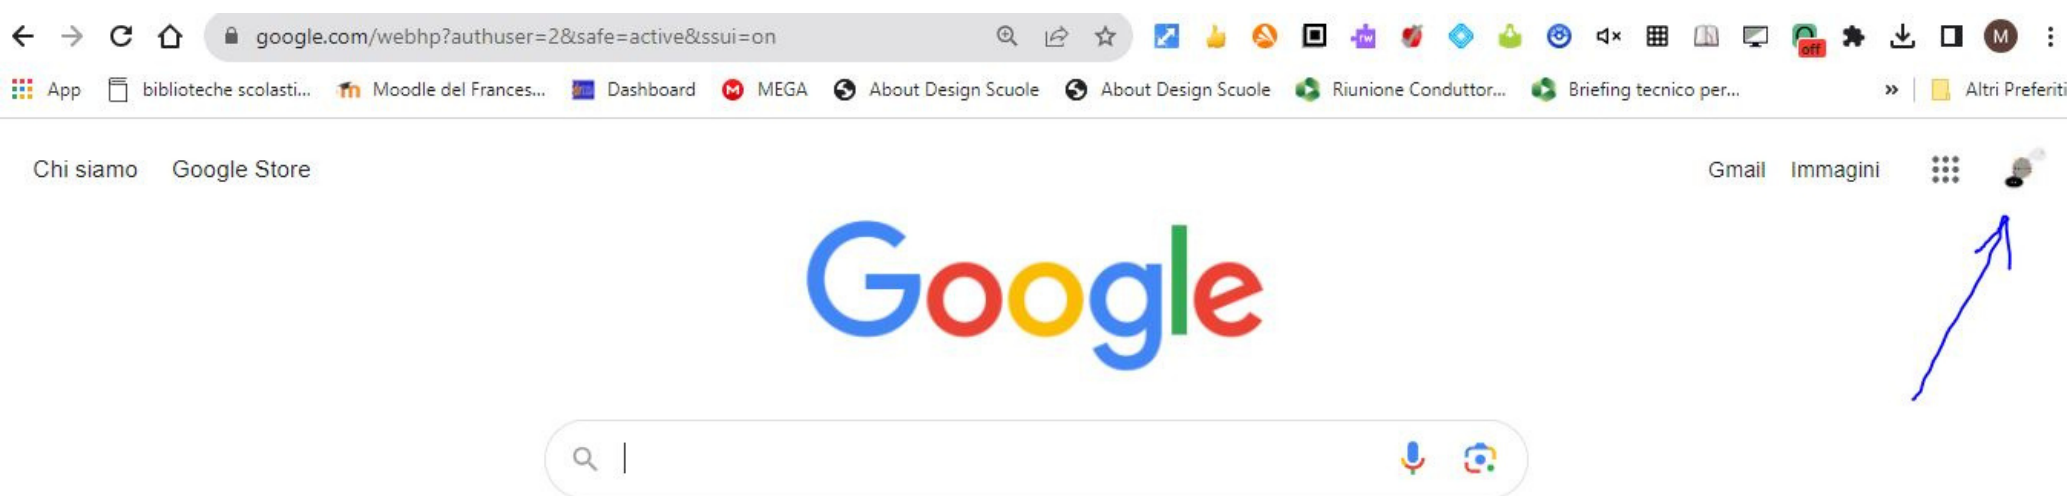 google.com/webhp?authuser=2&safe=active&ssui=on
rw
off
M
App biblioteche scolasti... Moodle del Frances... Dashboard M MEGA About Design Scuole About Design Scuole Riunione Conduttor... Briefing tecnico per... » Altri Preferiti
Chi siamo Google Store Gmail Immagini
Google